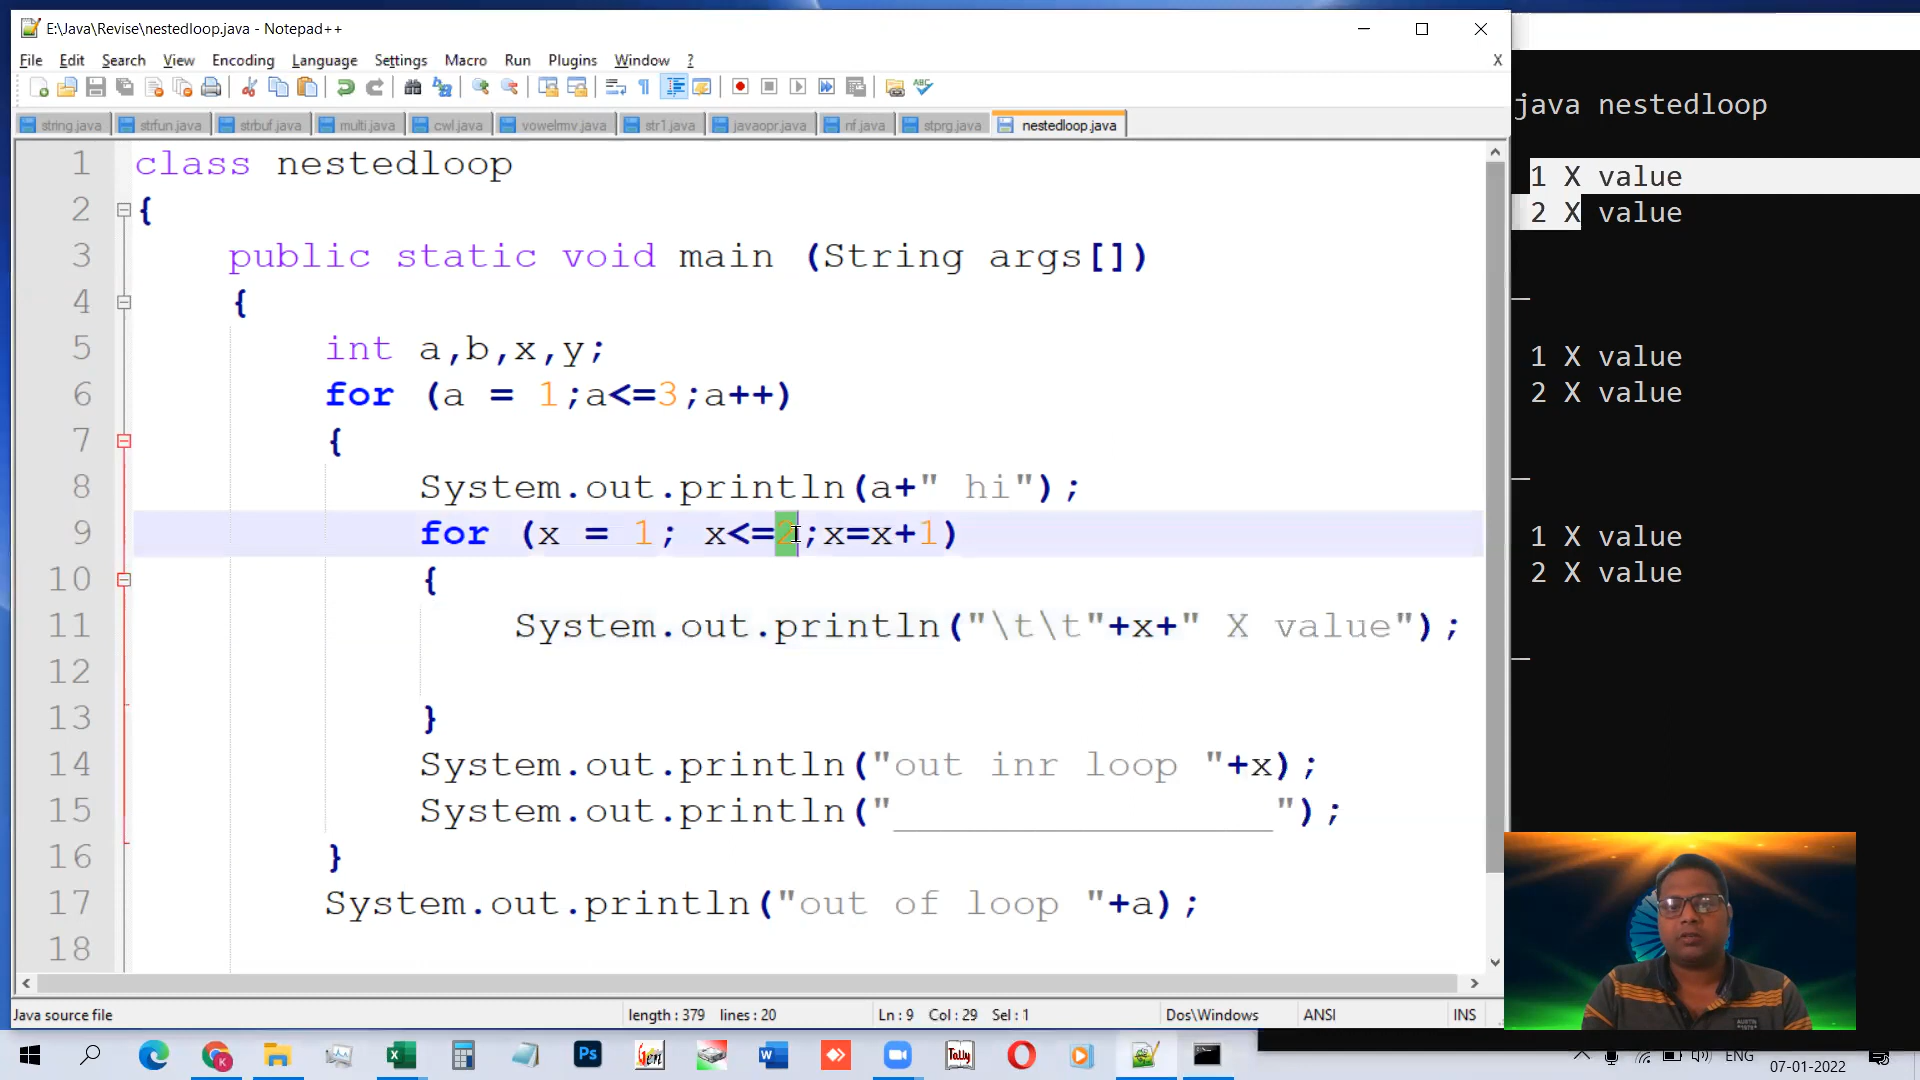 E:\Java\Revise\nestedloop.java - Notepad++
File Edit Search View Encoding Language Settings Macro Run Plugins Window ? X
string.java strfun.java strbuf.java multi.java cwl.java vowelrmv.java str1.java javaopr.java nf.java stprg.java nestedloop.java
1 class nestedloop
2 {
3 public static void main (String args[])
4 {
5 int a,b,x,y;
6 for (a = 1;a<=3;a++)
7 {
8 System.out.println(a+" hi");
9 for (x = 1; x<=2;x=x+1)
10 {
11 System.out.println("\t\t"+x+" X value");
12
13 }
14 System.out.println("out inr loop "+x);
15 System.out.println("________________");
16 }
17 System.out.println("out of loop "+a);
18
java nestedloop
1 X value
2 X value
1 X value
2 X value
1 X value
2 X value
Java source file length : 379 lines : 20 Ln : 9 Col : 29 Sel : 1 Dos\Windows ANSI INS
K Ps Gen W Tally ENG
07-01-2022